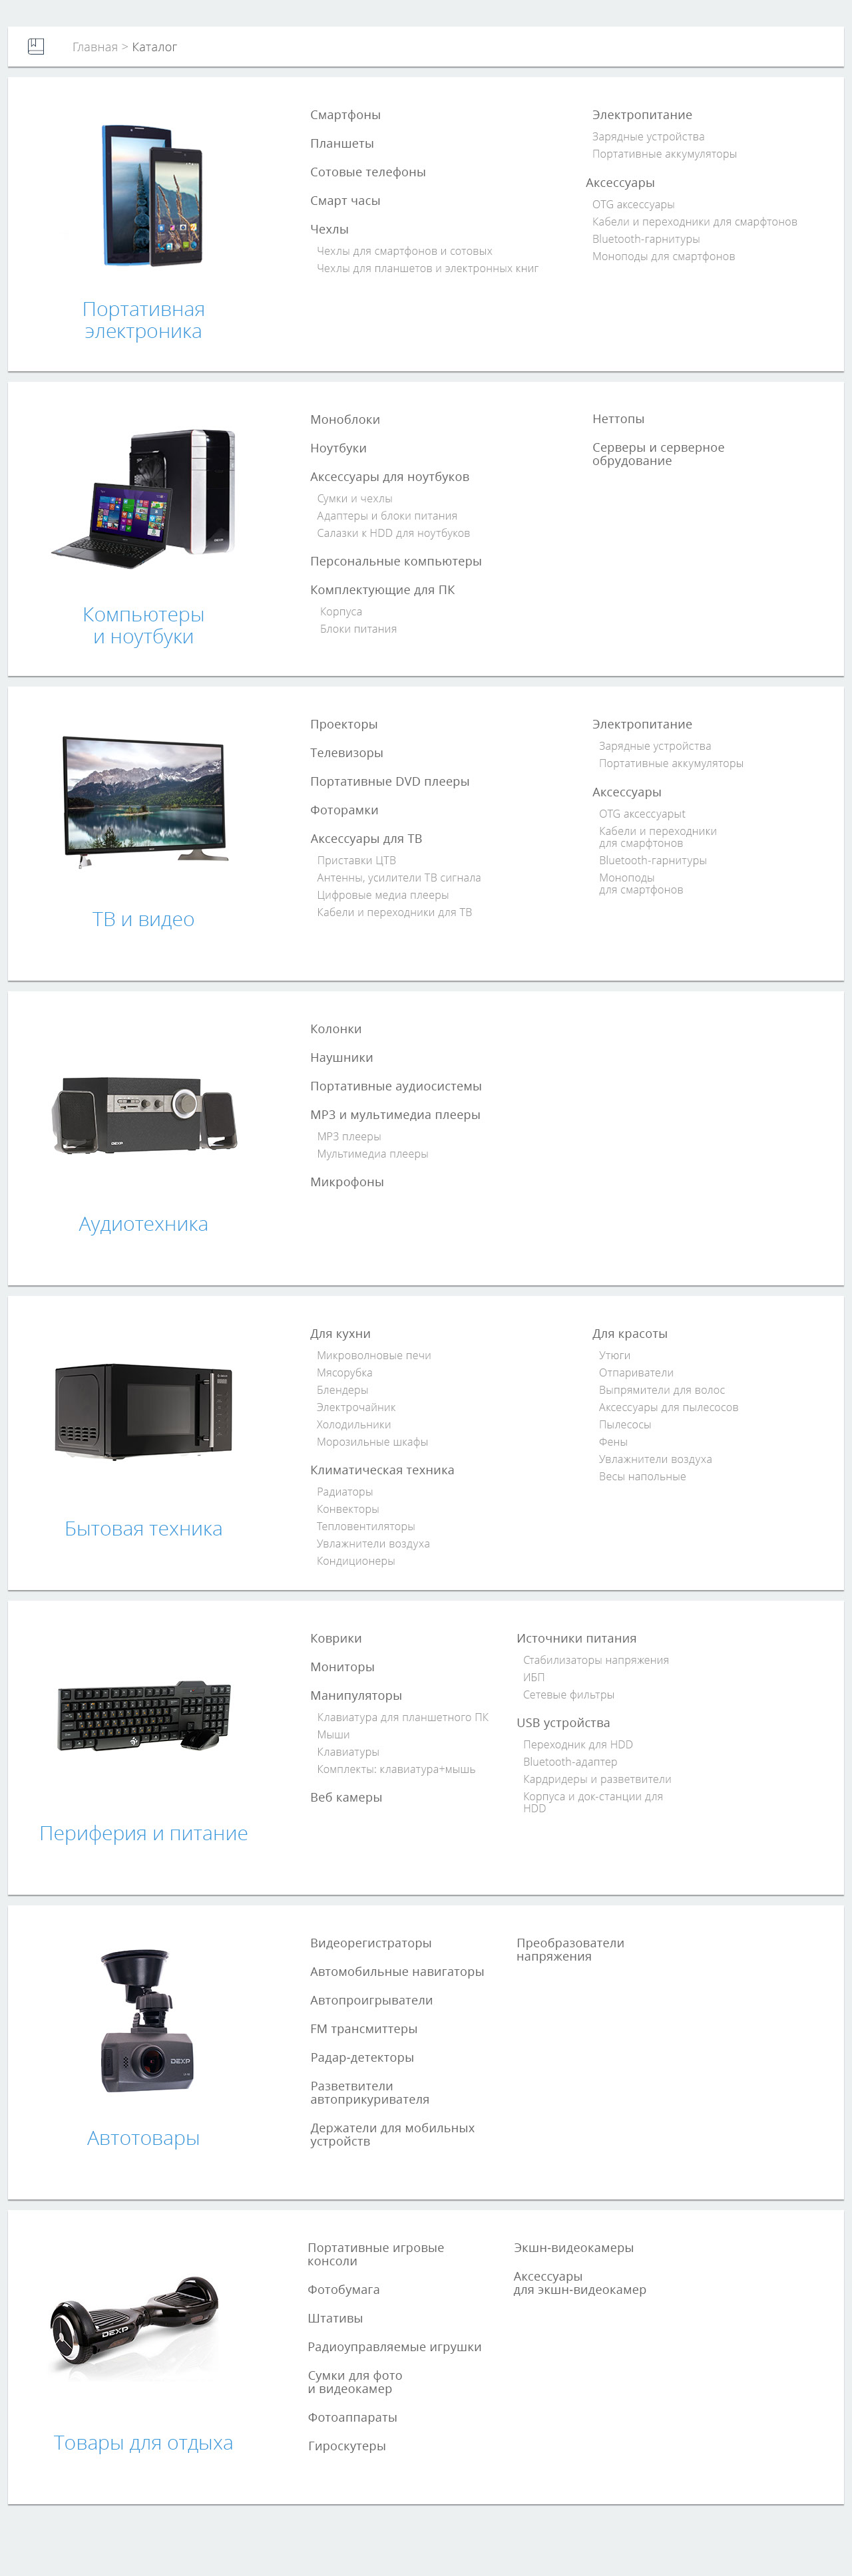 Главная > Каталог
Портативная
электроника
Смартфоны
Планшеты
Сотовые телефоны
Смарт часы
Чехлы
Чехлы для смартфонов и сотовых
Чехлы для планшетов и электронных книг
Электропитание
Зарядные устройства
Портативные аккумуляторы
Аксессуары
OTG аксессуары
Кабели и переходники для смарфтонов
Bluetooth-гарнитуры
Моноподы для смартфонов
Компьютеры
и ноутбуки
Моноблоки
Ноутбуки
Аксессуары для ноутбуков
Сумки и чехлы
Адаптеры и блоки питания
Салазки к HDD для ноутбуков
Персональные компьютеры
Комплектующие для ПК
Корпуса
Блоки питания
Неттопы
Серверы и серверное
обрудование
ТВ и видео
Проекторы
Телевизоры
Портативные DVD плееры
Фоторамки
Аксессуары для ТВ
Приставки ЦТВ
Антенны, усилители ТВ сигнала
Цифровые медиа плееры
Кабели и переходники для ТВ
Электропитание
Зарядные устройства
Портативные аккумуляторы
Аксессуары
OTG аксессуарыt
Кабели и переходники
для смарфтонов
Bluetooth-гарнитуры
Моноподы
для смартфонов
DEXP
Аудиотехника
Колонки
Наушники
Портативные аудиосистемы
MP3 и мультимедиа плееры
MP3 плееры
Мультимедиа плееры
Микрофоны
Бытовая техника
Для кухни
Микроволновые печи
Мясорубка
Блендеры
Электрочайник
Холодильники
Морозильные шкафы
Климатическая техника
Радиаторы
Конвекторы
Тепловентиляторы
Увлажнители воздуха
Кондиционеры
Для красоты
Утюги
Отпариватели
Выпрямители для волос
Аксессуары для пылесосов
Пылесосы
Фены
Увлажнители воздуха
Весы напольные
Периферия и питание
Коврики
Мониторы
Манипуляторы
Клавиатура для планшетного ПК
Мыши
Клавиатуры
Комплекты: клавиатура+мышь
Веб камеры
Источники питания
Стабилизаторы напряжения
ИБП
Сетевые фильтры
USB устройства
Переходник для HDD
Bluetooth-адаптер
Кардридеры и разветвители
Корпуса и док-станции для
HDD
DEXP
Автотовары
Видеорегистраторы
Автомобильные навигаторы
Автопроигрыватели
FM трансмиттеры
Радар-детекторы
Разветвители
автоприкуривателя
Держатели для мобильных
устройств
Преобразователи
напряжения
DEXP
Товары для отдыха
Портативные игровые
консоли
Фотобумага
Штативы
Радиоуправляемые игрушки
Сумки для фото
и видеокамер
Фотоаппараты
Гироскутеры
Экшн-видеокамеры
Аксессуары
для экшн-видеокамер